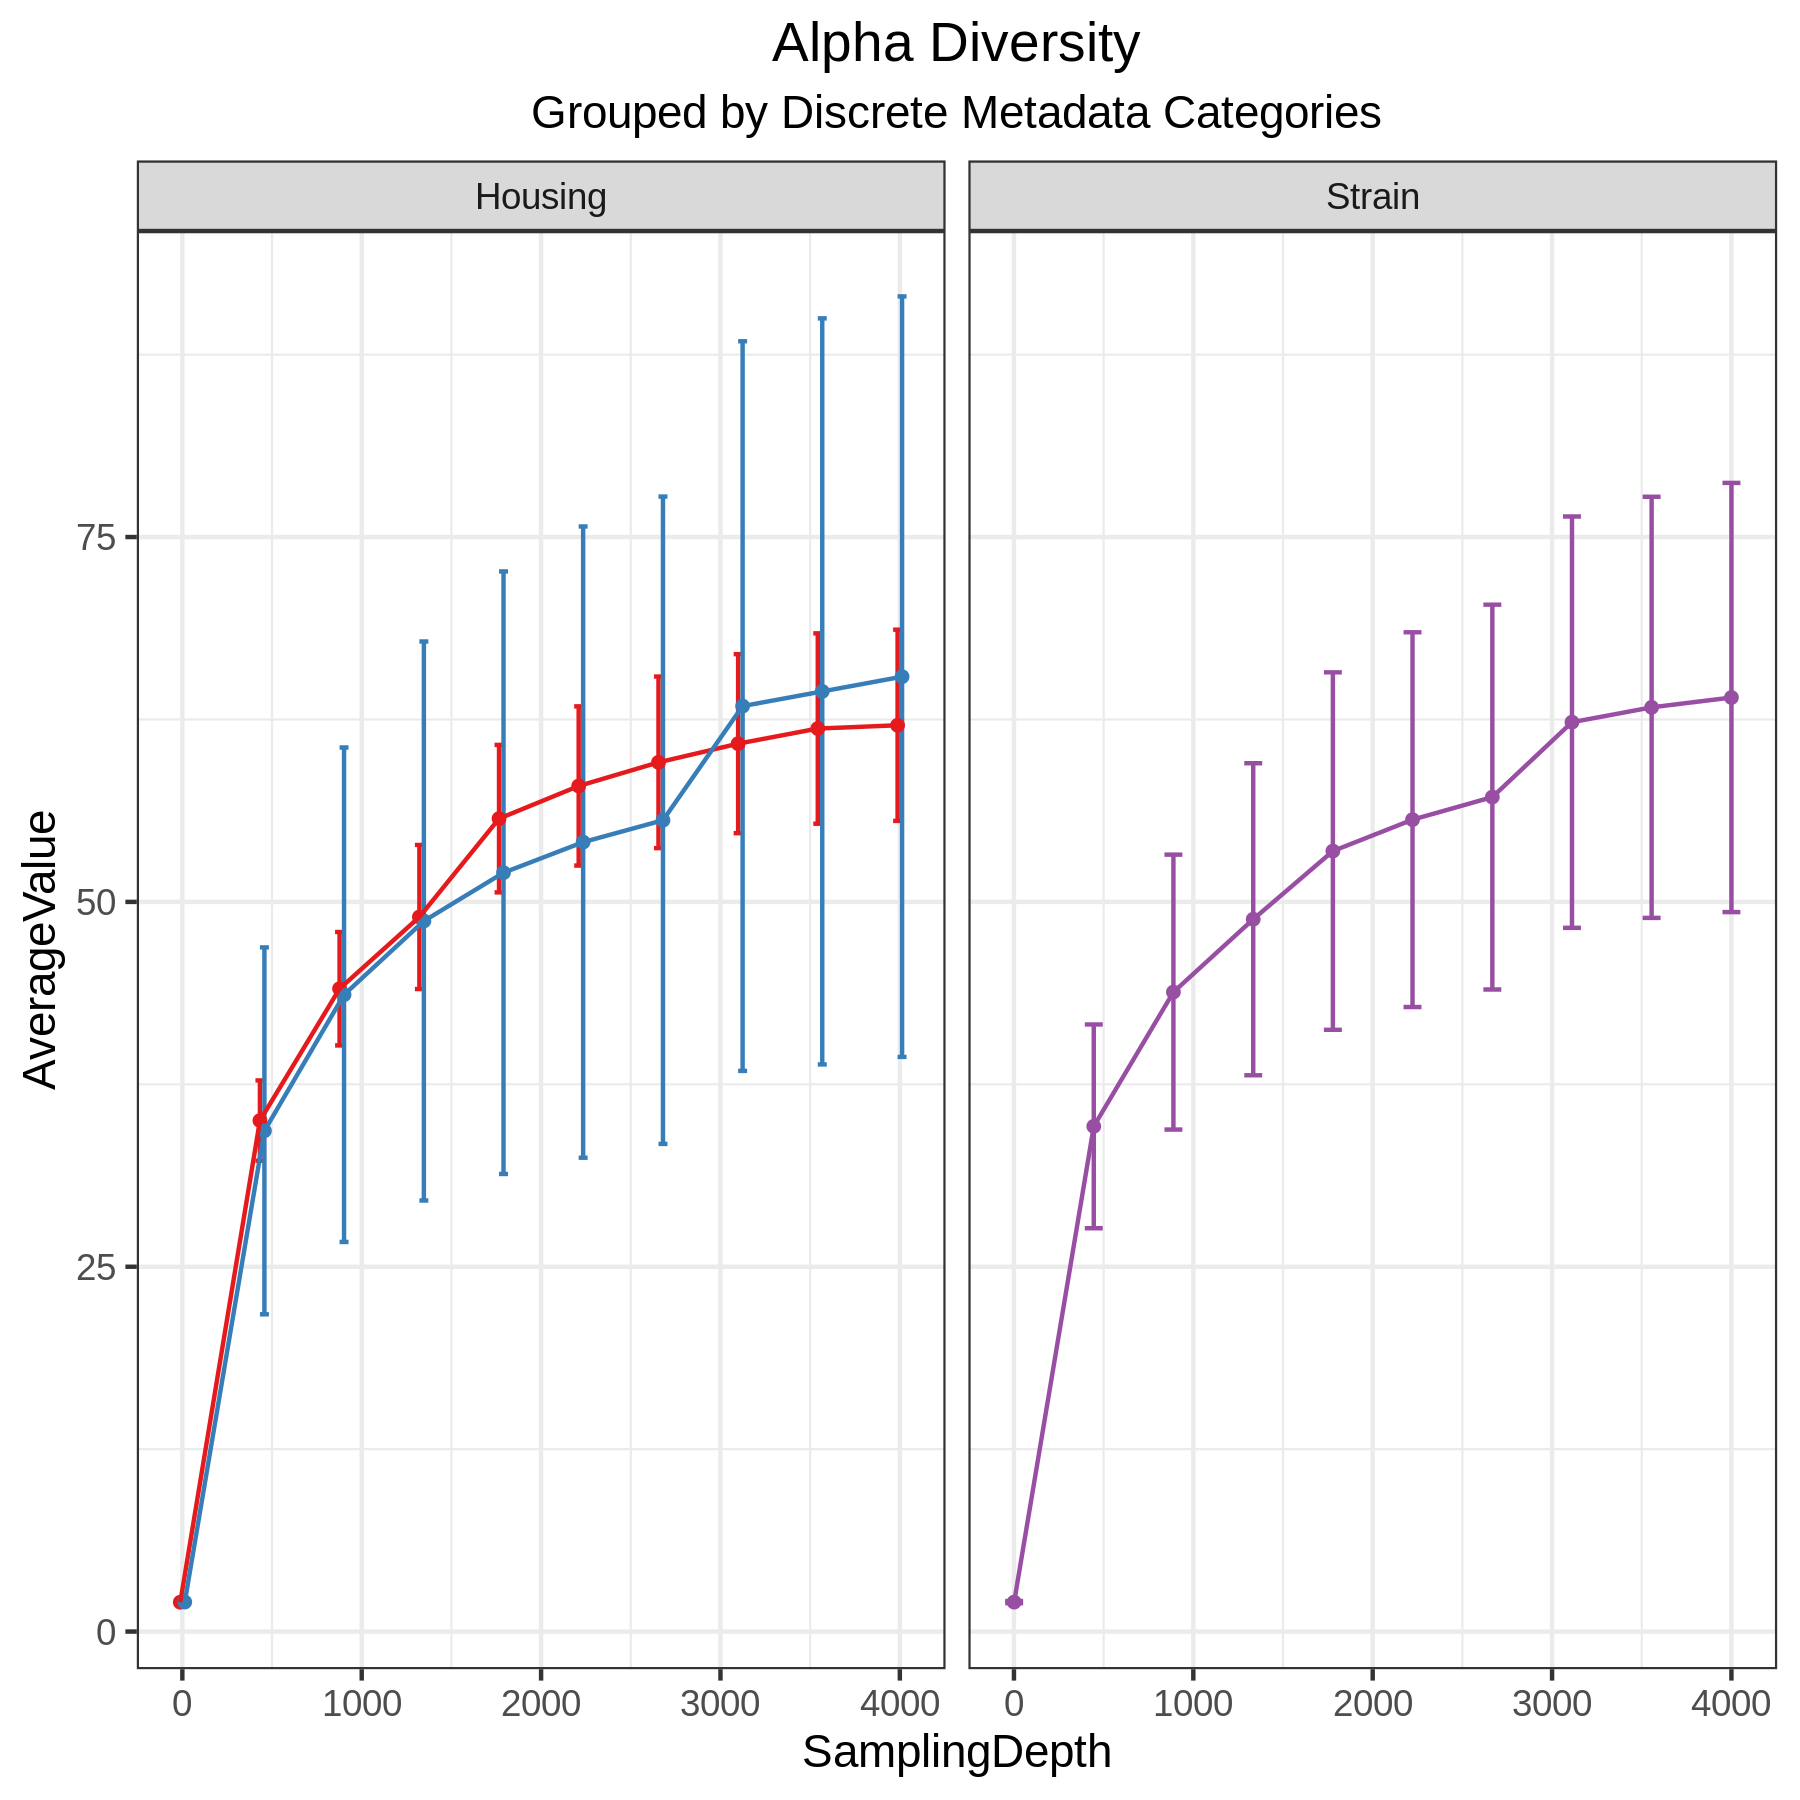 Alpha Diversity
Grouped by Discrete Metadata Categories
Housing
Strain
AverageValue
75
50
25
0
0 1000 2000 3000 4000
0 1000 2000 3000 4000
SamplingDepth